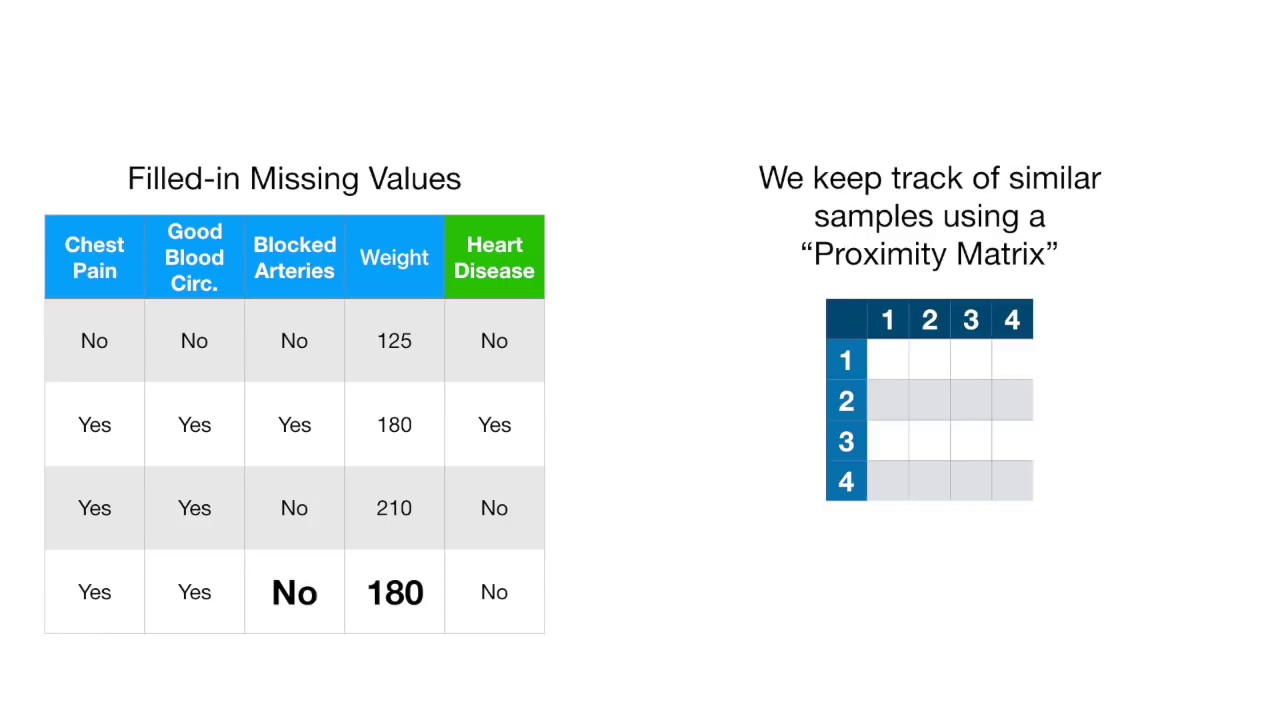 Filled-in Missing Values
Chest Pain Good Blood Circ. Blocked Arteries Weight Heart Disease
No No No 125 No
Yes Yes Yes 180 Yes
Yes Yes No 210 No
Yes Yes No 180 No
We keep track of similar
samples using a
“Proximity Matrix”
1 2 3 4
1
2
3
4